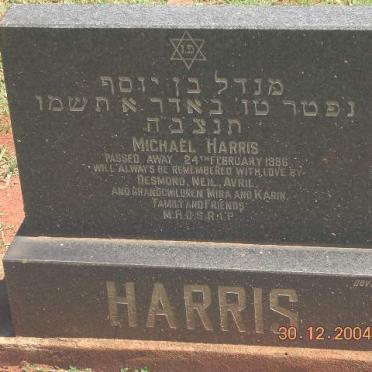 פ נ
מנדל בן יוסף
נפטר טו באדר א תשמו
תנצבה
MICHAEL HARRIS
PASSED AWAY 24TH FEBRUARY 1986
WILL ALWAYS BE REMEMBERED WITH LOVE BY
DESMOND, NEIL, AVRIL
AND GRANDCHILDREN MIRA AND KARIN
FAMILY AND FRIENDS
M.H.D.S.R.I.P.
HARRIS
30.12.2004